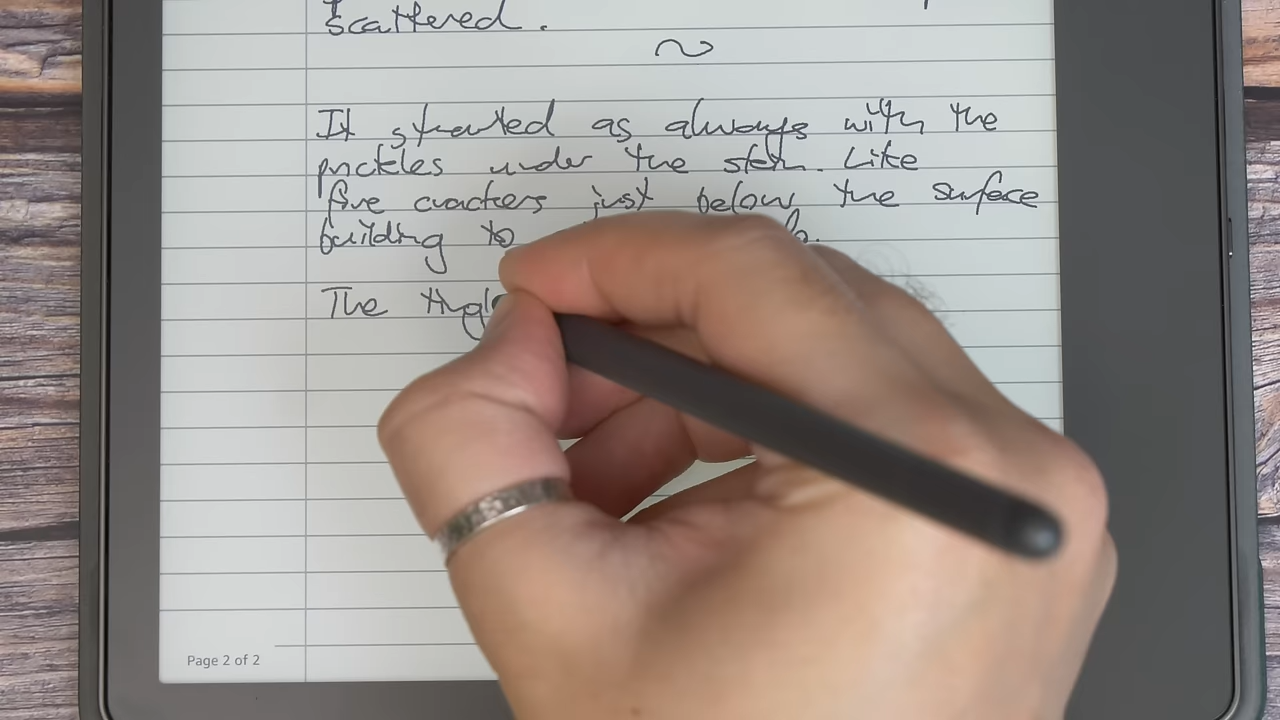 scattered.
It started as always with the
prickles under the skin. Like
fire crackers just below the surface
building to
The
Page 2 of 2